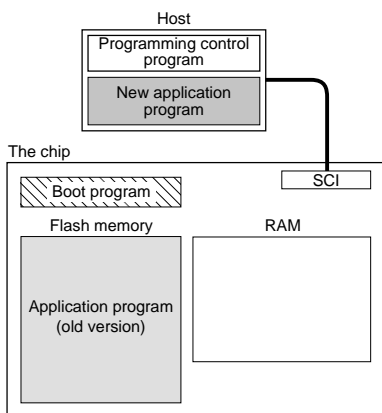 Host
Programming control
program
New application
program
The chip
SCI
Boot program
Flash memory
RAM
Application program
(old version)